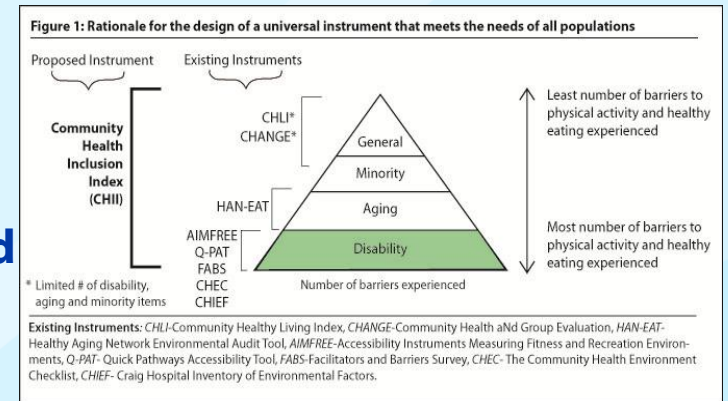 Figure 1: Rationale for the design of a universal instrument that meets the needs of all populations
Proposed Instrument
Existing Instruments
Community
Health
Inclusion
Index
(CHII)
CHLI*
CHANGE*
HAN-EAT
AIMFREE
Q-PAT
FABS
CHEC
CHIEF
General
Minority
Aging
Disability
Number of barriers experienced
Least number of barriers to
physical activity and healthy
eating experienced
Most number of barriers to
physical activity and healthy
eating experienced
* Limited # of disability,
aging and minority items
Existing Instruments: CHLI-Community Healthy Living Index, CHANGE-Community Health aNd Group Evaluation, HAN-EAT-
Healthy Aging Network Environmental Audit Tool, AIMFREE-Accessibility Instruments Measuring Fitness and Recreation Environ-
ments, Q-PAT- Quick Pathways Accessibility Tool, FABS-Facilitators and Barriers Survey, CHEC- The Community Health Environment
Checklist, CHIEF- Craig Hospital Inventory of Environmental Factors.